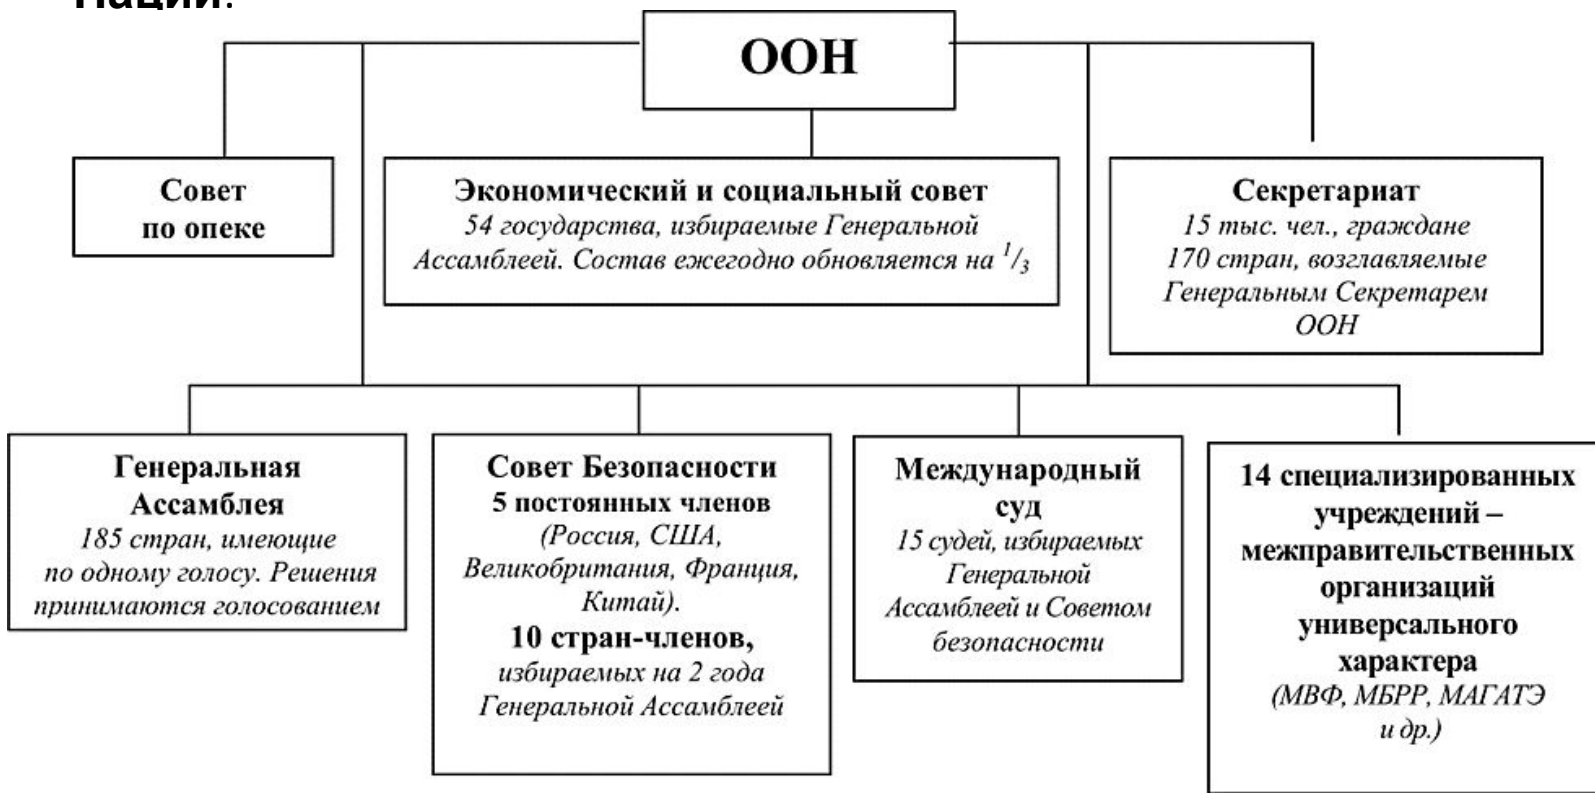 Наций.
ООН
Совет
по опеке
Экономический и социальный совет
54 государства, избираемые Генеральной
Ассамблеей. Состав ежегодно обновляется на 1/3
Секретариат
15 тыс. чел., граждане
170 стран, возглавляемые
Генеральным Секретарем
ООН
Генеральная
Ассамблея
185 стран, имеющие
по одному голосу. Решения
принимаются голосованием
Совет Безопасности
5 постоянных членов
(Россия, США,
Великобритания, Франция,
Китай).
10 стран-членов,
избираемых на 2 года
Генеральной Ассамблеей
Международный
суд
15 судей, избираемых
Генеральной
Ассамблеей и Советом
безопасности
14 специализированных
учреждений –
межправительственных
организаций
универсального
характера
(МВФ, МБРР, МАГАТЭ
и др.)